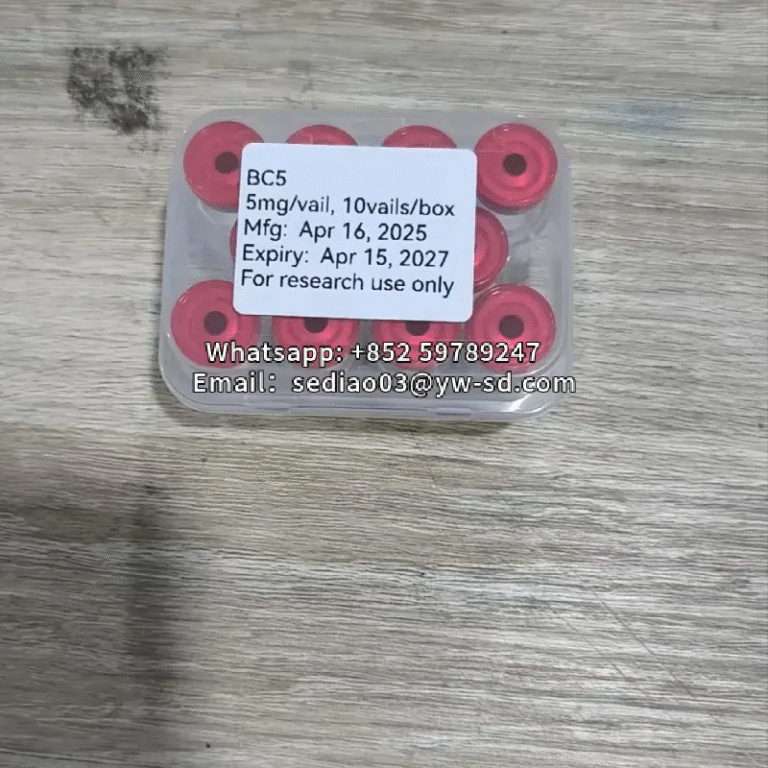 BC5
5mg/vail, 10vails/box
Mfg: Apr 16, 2025
Expiry: Apr 15, 2027
For research use only
Whatsapp: +852 59789247
Email： sediao03@yw-sd.com